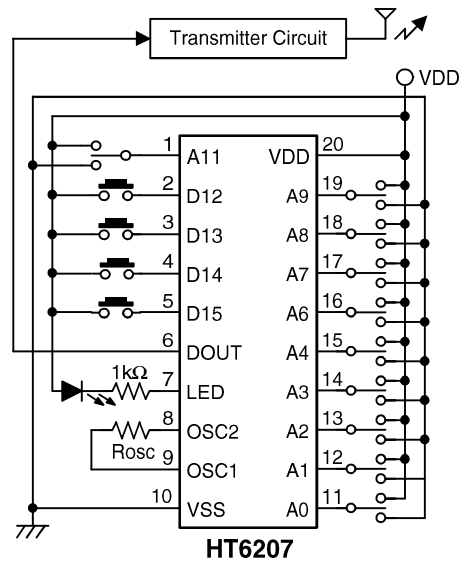 Transmitter Circuit
VDD
1 A11 VDD 20
2 D12 A9 19
3 D13 A8 18
4 D14 A7 17
5 D15 A6 16
6 DOUT A4 15
1kΩ 7 LED A3 14
8 OSC2 A2 13
Rosc
9 OSC1 A1 12
10 VSS A0 11
HT6207